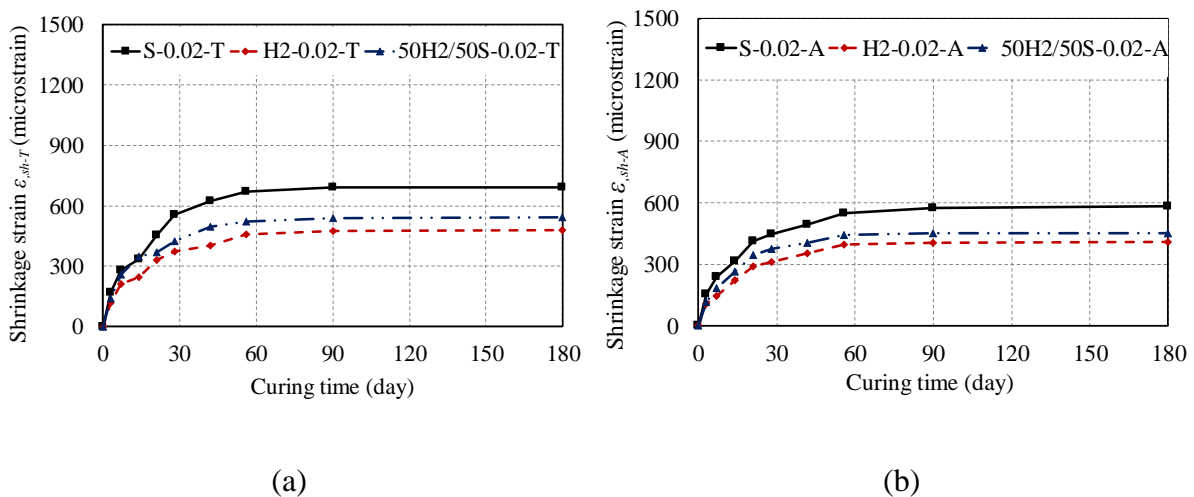 1500
1200
900
600
300
0
S-0.02-T H2-0.02-T 50H2/50S-0.02-T
Shrinkage strain ε,sh-T (microstrain)
0 30 60 90 120 150 180
Curing time (day)
(a)
1500
1200
900
600
300
0
S-0.02-A H2-0.02-A 50H2/50S-0.02-A
Shrinkage strain ε,sh-A (microstrain)
0 30 60 90 120 150 180
Curing time (day)
(b)